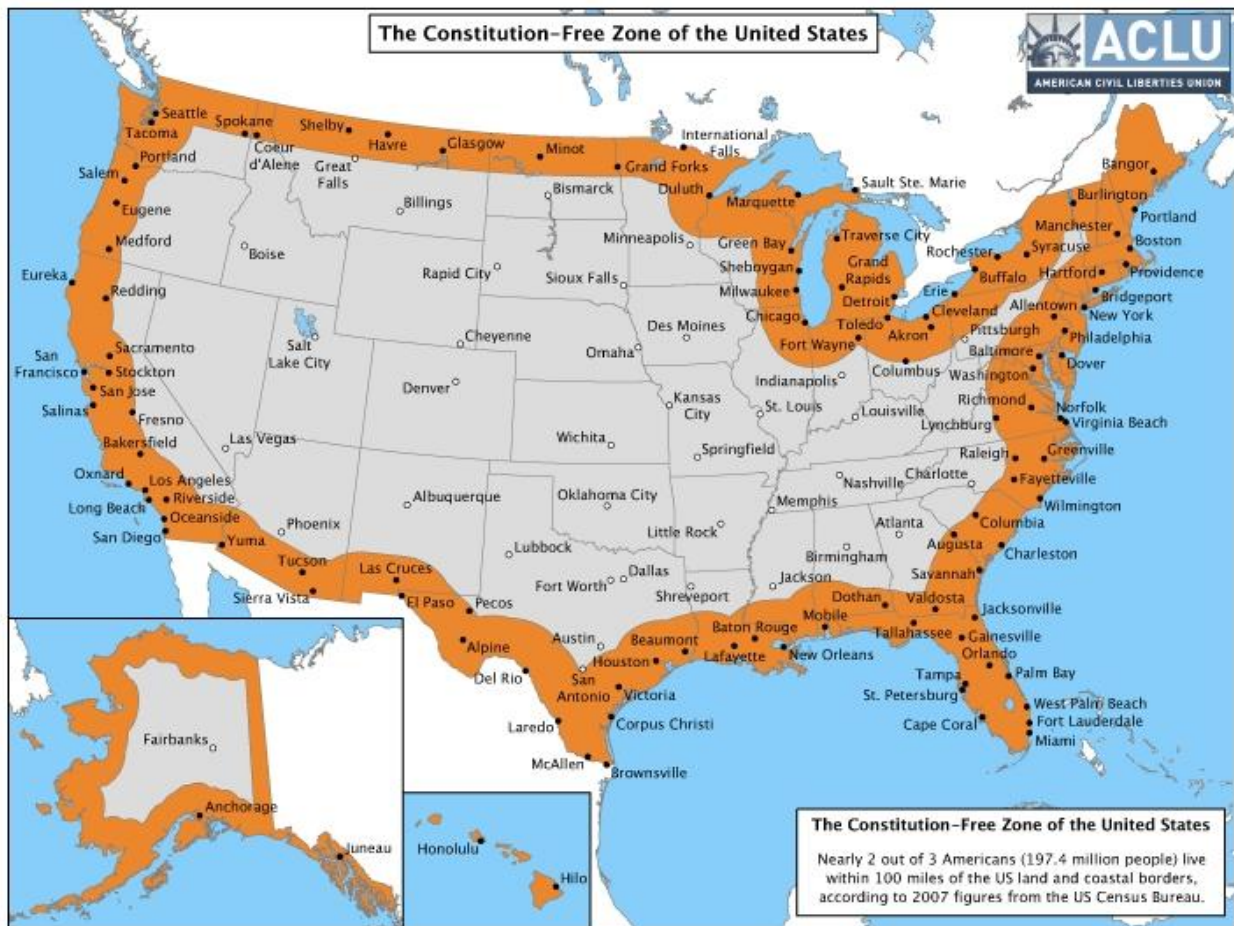 The Constitution-Free Zone of the United States
ACLU
AMERICAN CIVIL LIBERTIES UNION
Seattle
Tacoma
Spokane
Coeur
d'Alene
Shelby
Havre
Great
Falls
Glasgow
Minot
Grand Forks
International
Falls
Duluth
Marquette
Sault Ste. Marie
Bangor
Burlington
Portland
Manchester
Boston
Rochester
Syracuse
Buffalo
Hartford
Providence
Bridgeport
New York
Allentown
Portland
Salem
Eugene
Medford
Eureka
Redding
Boise
Billings
Bismarck
Rapid City
Sioux Falls
Minneapolis
Green Bay
Sheboygan
Milwaukee
Chicago
Traverse City
Grand
Rapids
Detroit
Toledo
Fort Wayne
Erie
Cleveland
Akron
Columbus
Pittsburgh
Philadelphia
Baltimore
Dover
Washington
Richmond
Norfolk
Virginia Beach
Lynchburg
Sacramento
San
Francisco
Stockton
San Jose
Salinas
Fresno
Bakersfield
Oxnard
Los Angeles
Long Beach
Riverside
Oceanside
San Diego
Yuma
Salt
Lake City
Las Vegas
Cheyenne
Denver
Des Moines
Omaha
Kansas
City
St. Louis
Indianapolis
Louisville
Wichita
Springfield
Phoenix
Tucson
Sierra Vista
Albuquerque
Las Cruces
El Paso
Oklahoma City
Little Rock
Memphis
Nashville
Charlotte
Raleigh
Greenville
Fayetteville
Wilmington
Columbia
Augusta
Charleston
Savannah
Atlanta
Birmingham
Lubbock
Fort Worth
Dallas
Shreveport
Jackson
Pecos
Alpine
Del Rio
Austin
San
Antonio
Houston
Beaumont
Victoria
Corpus Christi
Laredo
McAllen
Brownsville
Baton Rouge
Lafayette
New Orleans
Mobile
Dothan
Valdosta
Tallahassee
Jacksonville
Gainesville
Orlando
Tampa
St. Petersburg
Palm Bay
Cape Coral
West Palm Beach
Fort Lauderdale
Miami
Fairbanks
Anchorage
Juneau
Honolulu
Hilo
The Constitution-Free Zone of the United States
Nearly 2 out of 3 Americans (197.4 million people) live
within 100 miles of the US land and coastal borders,
according to 2007 figures from the US Census Bureau.